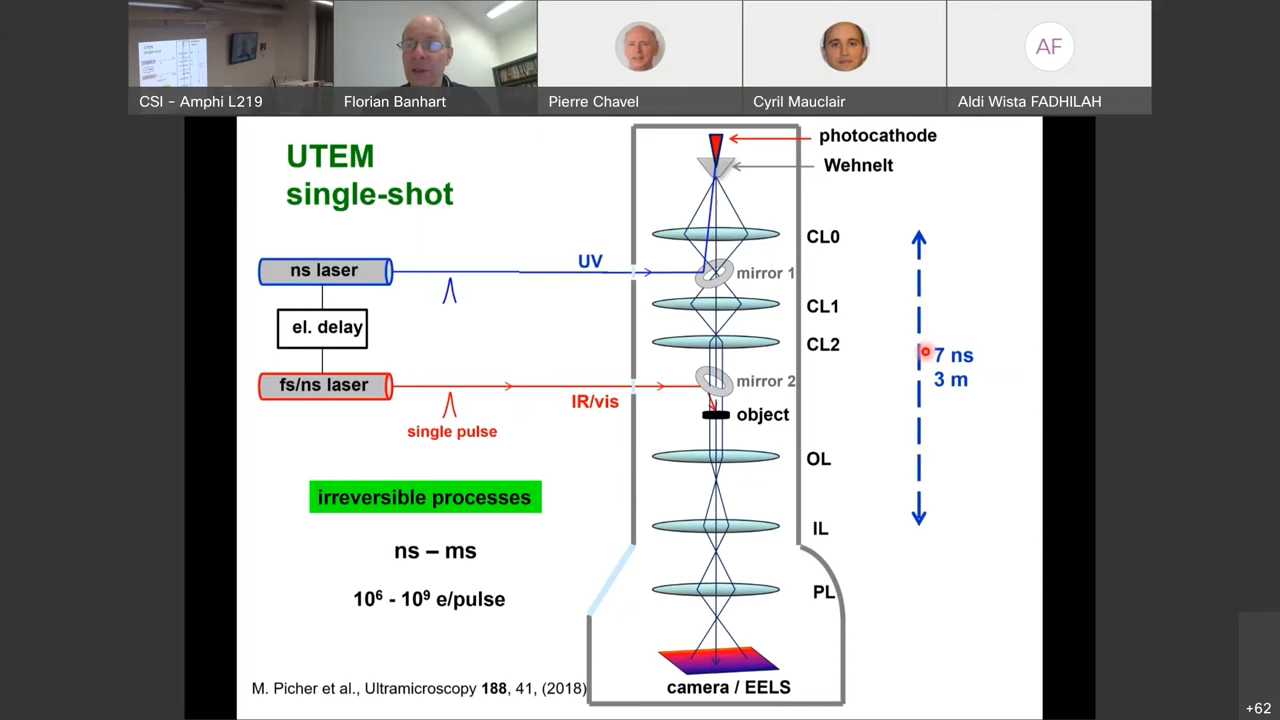 CSI - Amphi L219
Florian Banhart
Pierre Chavel
Cyril Mauclair
AF
Aldi Wista FADHILAH
UTEM
single-shot
photocathode
Wehnelt
CL0
UV
ns laser
mirror 1
CL1
el. delay
CL2
7 ns
3 m
fs/ns laser
IR/vis
mirror 2
object
single pulse
OL
irreversible processes
IL
ns – ms
10⁶ - 10⁹ e/pulse
PL
camera / EELS
M. Picher et al., Ultramicroscopy 188, 41, (2018)
+62